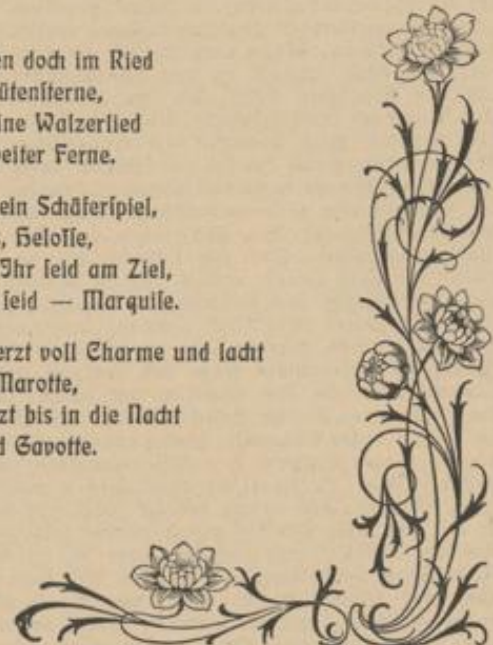 en doch im Ried
ütenſterne,
ine Walzerlied
eiter Ferne.
ein Schäferſpiel,
, Heloſſe,
Ihr ſeid am Ziel,
ſeid — Marquiſe.
erzt voll Charme und lacht
Marotte,
zt bis in die Nacht
d Gavotte.